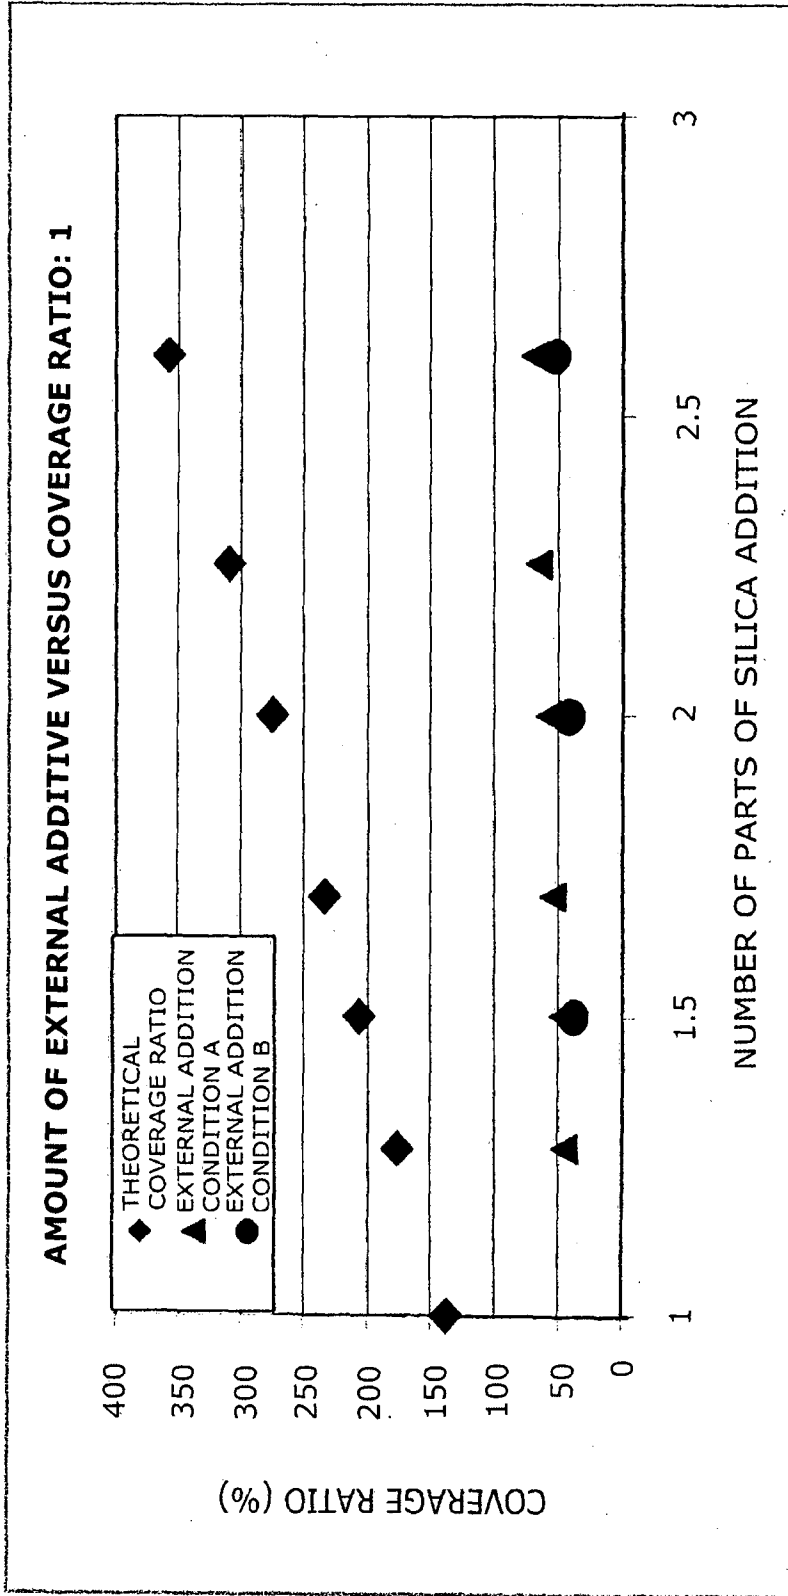 AMOUNT OF EXTERNAL ADDITIVE VERSUS COVERAGE RATIO: 1
THEORETICAL
COVERAGE RATIO
EXTERNAL ADDITION
CONDITION A
EXTERNAL ADDITION
CONDITION B
400
350
300
250
200
150
100
50
0
COVERAGE RATIO (%)
1
1.5
2
2.5
3
NUMBER OF PARTS OF SILICA ADDITION